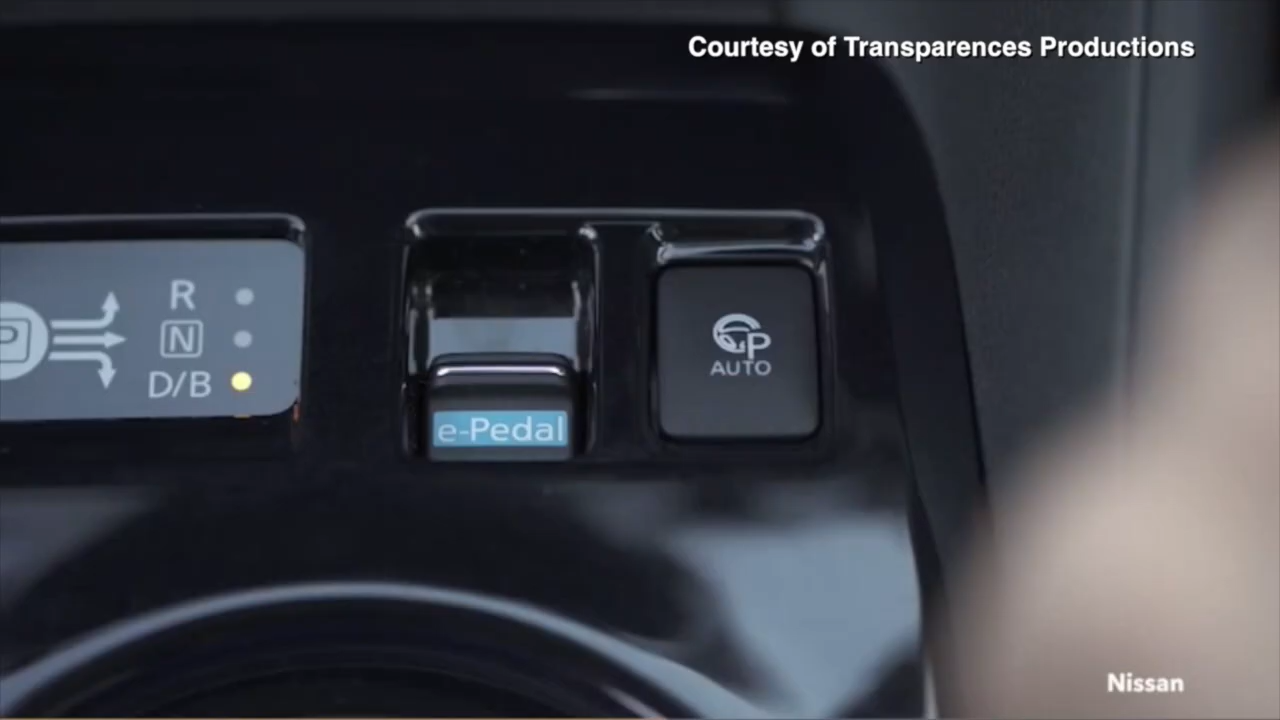 Courtesy of Transparences Productions
P
R
N
D/B
e-Pedal
P
AUTO
Nissan